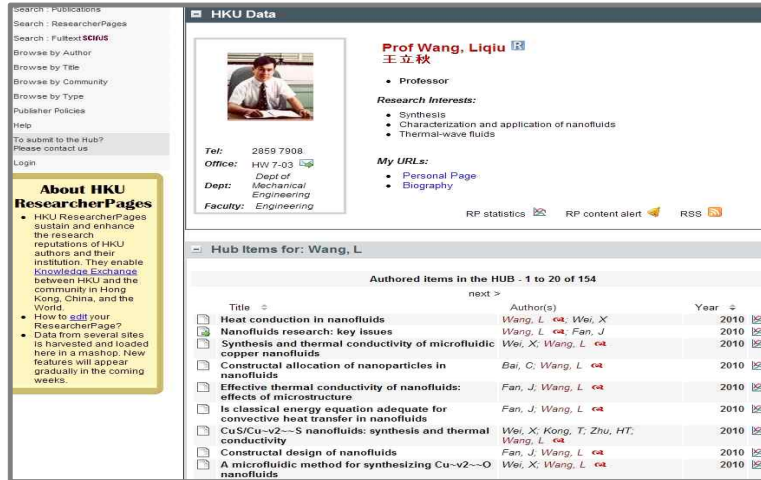 Search : Publications
Search : ResearcherPages
Search : Fulltext SCIRUS
Browse by Author
Browse by Title
Browse by Community
Browse by Type
Publisher Policies
Help
To submit to the Hub?
Please contact us
Login
About HKU
ResearcherPages
• HKU ResearcherPages
sustain and enhance
the research
reputations of HKU
authors and their
institution. They enable
Knowledge Exchange
between HKU and the
community in Hong
Kong, China, and the
World.
• How to edit your
ResearcherPage?
• Data from several sites
is harvested and loaded
here in a mashop. New
features will appear
gradually in the coming
weeks.
HKU Data
Prof Wang, Liqiu R
王立秋
• Professor
Research Interests:
• Synthesis
• Characterization and application of nanofluids
• Thermal-wave fluids
My URLs:
• Personal Page
• Biography
Tel: 2859 7908
Office: HW 7-03
Dept: Dept of
Mechanical
Engineering
Faculty: Engineering
RP statistics RP content alert RSS
Hub Items for: Wang, L
Authored items in the HUB - 1 to 20 of 154
next >
Title Author(s) Year
Heat conduction in nanofluids Wang, L; Wei, X 2010
Nanofluids research: key issues Wang, L; Fan, J 2010
Synthesis and thermal conductivity of microfluidic Wei, X; Wang, L 2010
copper nanofluids
Constructal allocation of nanoparticles in Bai, C; Wang, L 2010
nanofluids
Effective thermal conductivity of nanofluids: Fan, J; Wang, L 2010
effects of microstructure
Is classical energy equation adequate for Fan, J; Wang, L 2010
convective heat transfer in nanofluids
CuS/Cu~v2~~S nanofluids: synthesis and thermal Wei, X; Kong, T; Zhu, HT; 2010
conductivity Wang, L
Constructal design of nanofluids Fan, J; Wang, L 2010
A microfluidic method for synthesizing Cu~v2~~O Wei, X; Wang, L 2010
nanofluids